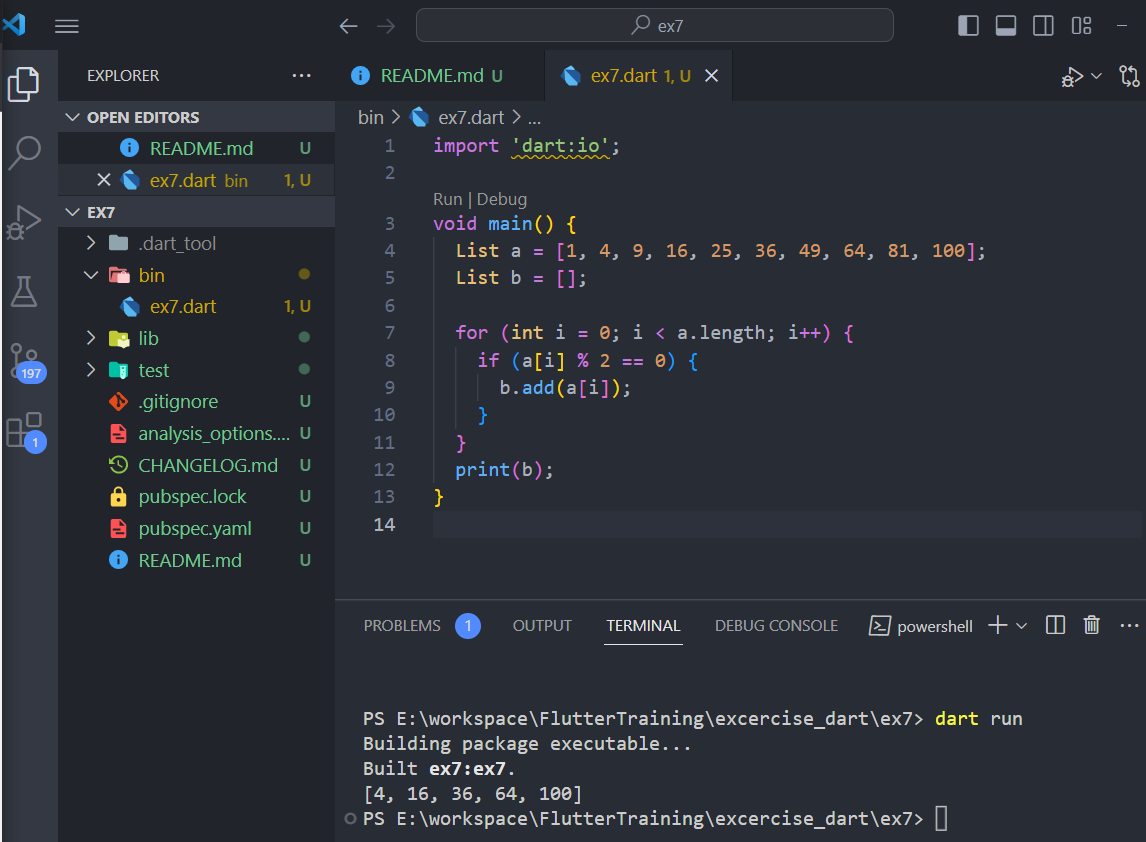 ex7
EXPLORER ...
OPEN EDITORS
README.md U
ex7.dart bin 1, U
EX7
.dart_tool
bin
ex7.dart 1, U
lib
test
.gitignore U
analysis_options.... U
CHANGELOG.md U
pubspec.lock U
pubspec.yaml U
README.md U
197
1
README.md U
ex7.dart 1, U
bin > ex7.dart > ...
1 import 'dart:io';
2
Run | Debug
3 void main() {
4 List a = [1, 4, 9, 16, 25, 36, 49, 64, 81, 100];
5 List b = [];
6
7 for (int i = 0; i < a.length; i++) {
8 if (a[i] % 2 == 0) {
9 b.add(a[i]);
10 }
11 }
12 print(b);
13 }
14
PROBLEMS 1 OUTPUT TERMINAL DEBUG CONSOLE powershell ...
PS E:\workspace\FlutterTraining\excercise_dart\ex7> dart run
Building package executable...
Built ex7:ex7.
[4, 16, 36, 64, 100]
PS E:\workspace\FlutterTraining\excercise_dart\ex7>